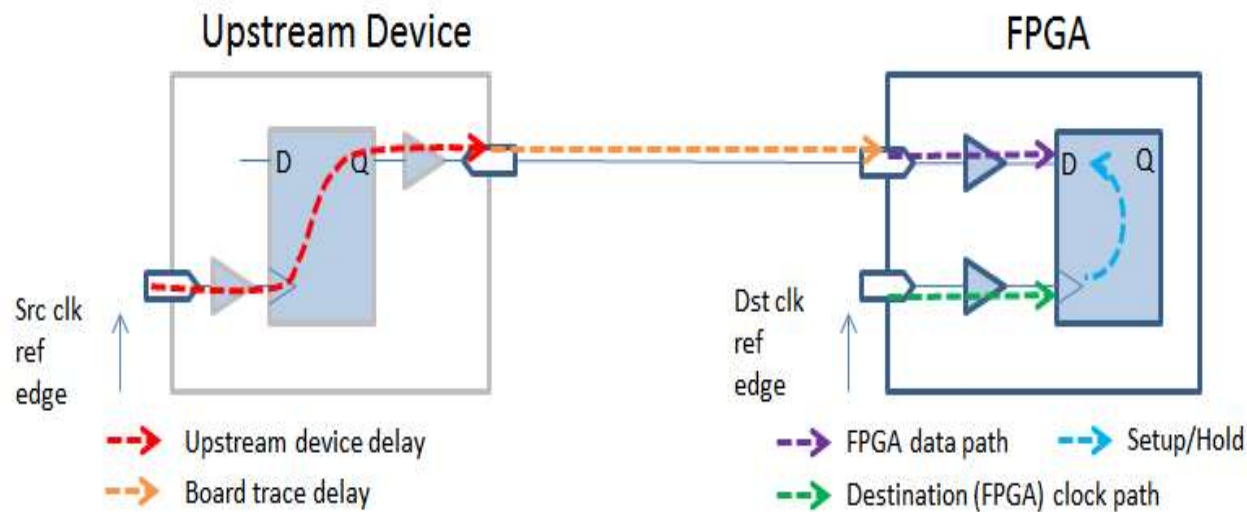 Upstream Device
FPGA
D
Q
D
Q
Src clk
ref
edge
Dst clk
ref
edge
Upstream device delay
FPGA data path
Setup/Hold
Board trace delay
Destination (FPGA) clock path